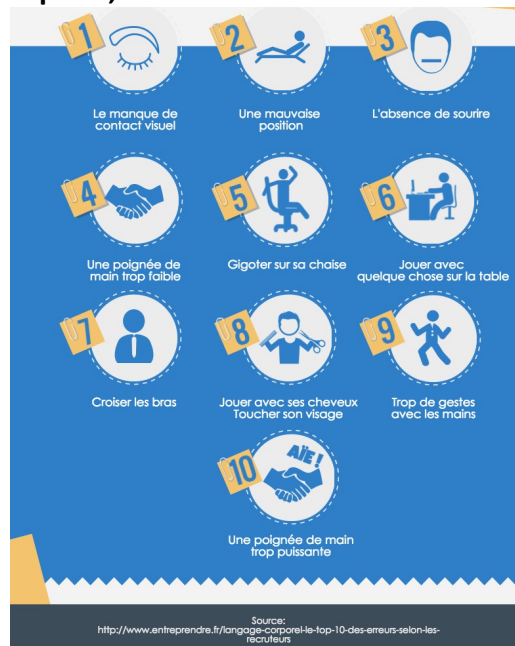 1
Le manque de
contact visuel
2
Une mauvaise
position
3
L'absence de sourire
4
Une poignée de
main trop faible
5
Gigoter sur sa chaise
6
Jouer avec
quelque chose sur la table
7
Croiser les bras
8
Jouer avec ses cheveux
Toucher son visage
9
Trop de gestes
avec les mains
10
AÏE !
Une poignée de main
trop puissante
Source:
http://www.entreprendre.fr/langage-corporel-le-top-10-des-erreurs-selon-les-
recruteurs